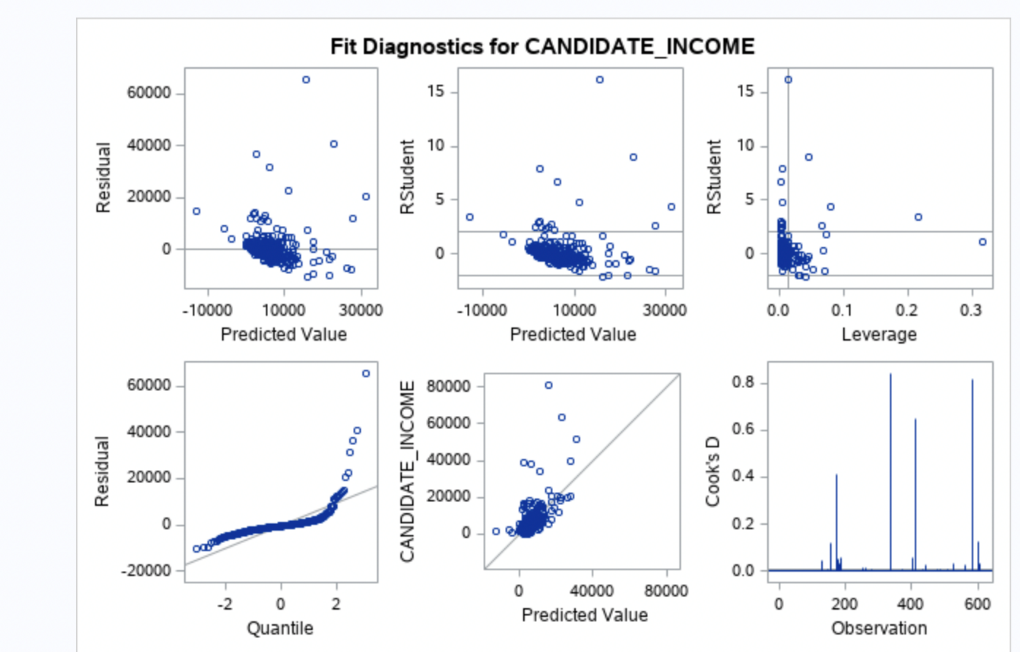 Fit Diagnostics for CANDIDATE_INCOME
Residual
60000
40000
20000
0
-10000 10000 30000
Predicted Value
RStudent
15
10
5
0
-10000 10000 30000
Predicted Value
RStudent
15
10
5
0
0.0 0.1 0.2 0.3
Leverage
Residual
60000
40000
20000
0
-20000
-2 0 2
Quantile
CANDIDATE_INCOME
80000
60000
40000
20000
0
0 40000 80000
Predicted Value
Cook's D
0.8
0.6
0.4
0.2
0.0
0 200 400 600
Observation